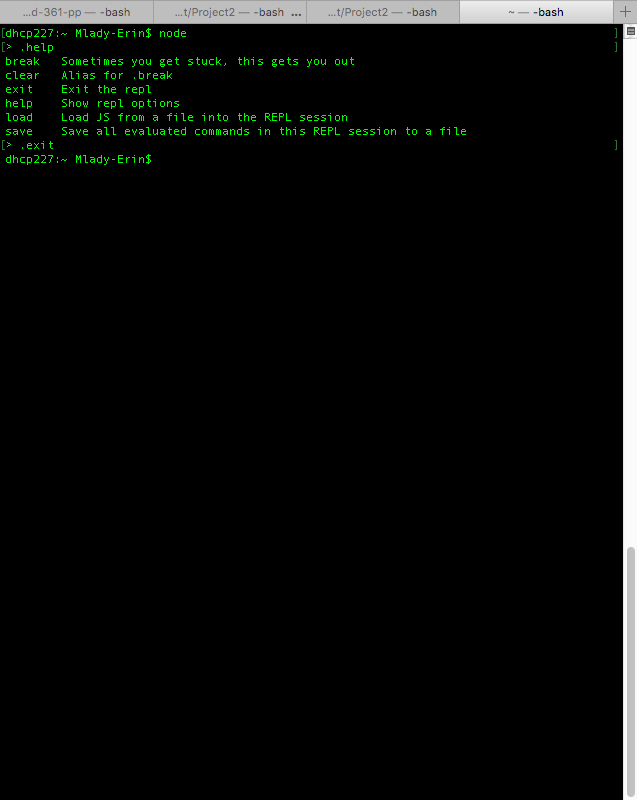 ...d-361-pp — -bash
...t/Project2 — -bash ...
...t/Project2 — -bash
~ — -bash
[dhcp227:~ Mlady-Erin$ node ]
[> .help ]
break Sometimes you get stuck, this gets you out
clear Alias for .break
exit Exit the repl
help Show repl options
load Load JS from a file into the REPL session
save Save all evaluated commands in this REPL session to a file
[> .exit ]
dhcp227:~ Mlady-Erin$